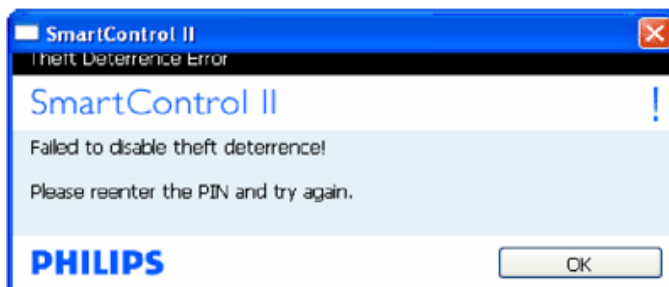 SmartControl II
Theft Deterrence Error
SmartControl II
!
Failed to disable theft deterrence!
Please reenter the PIN and try again.
PHILIPS
OK